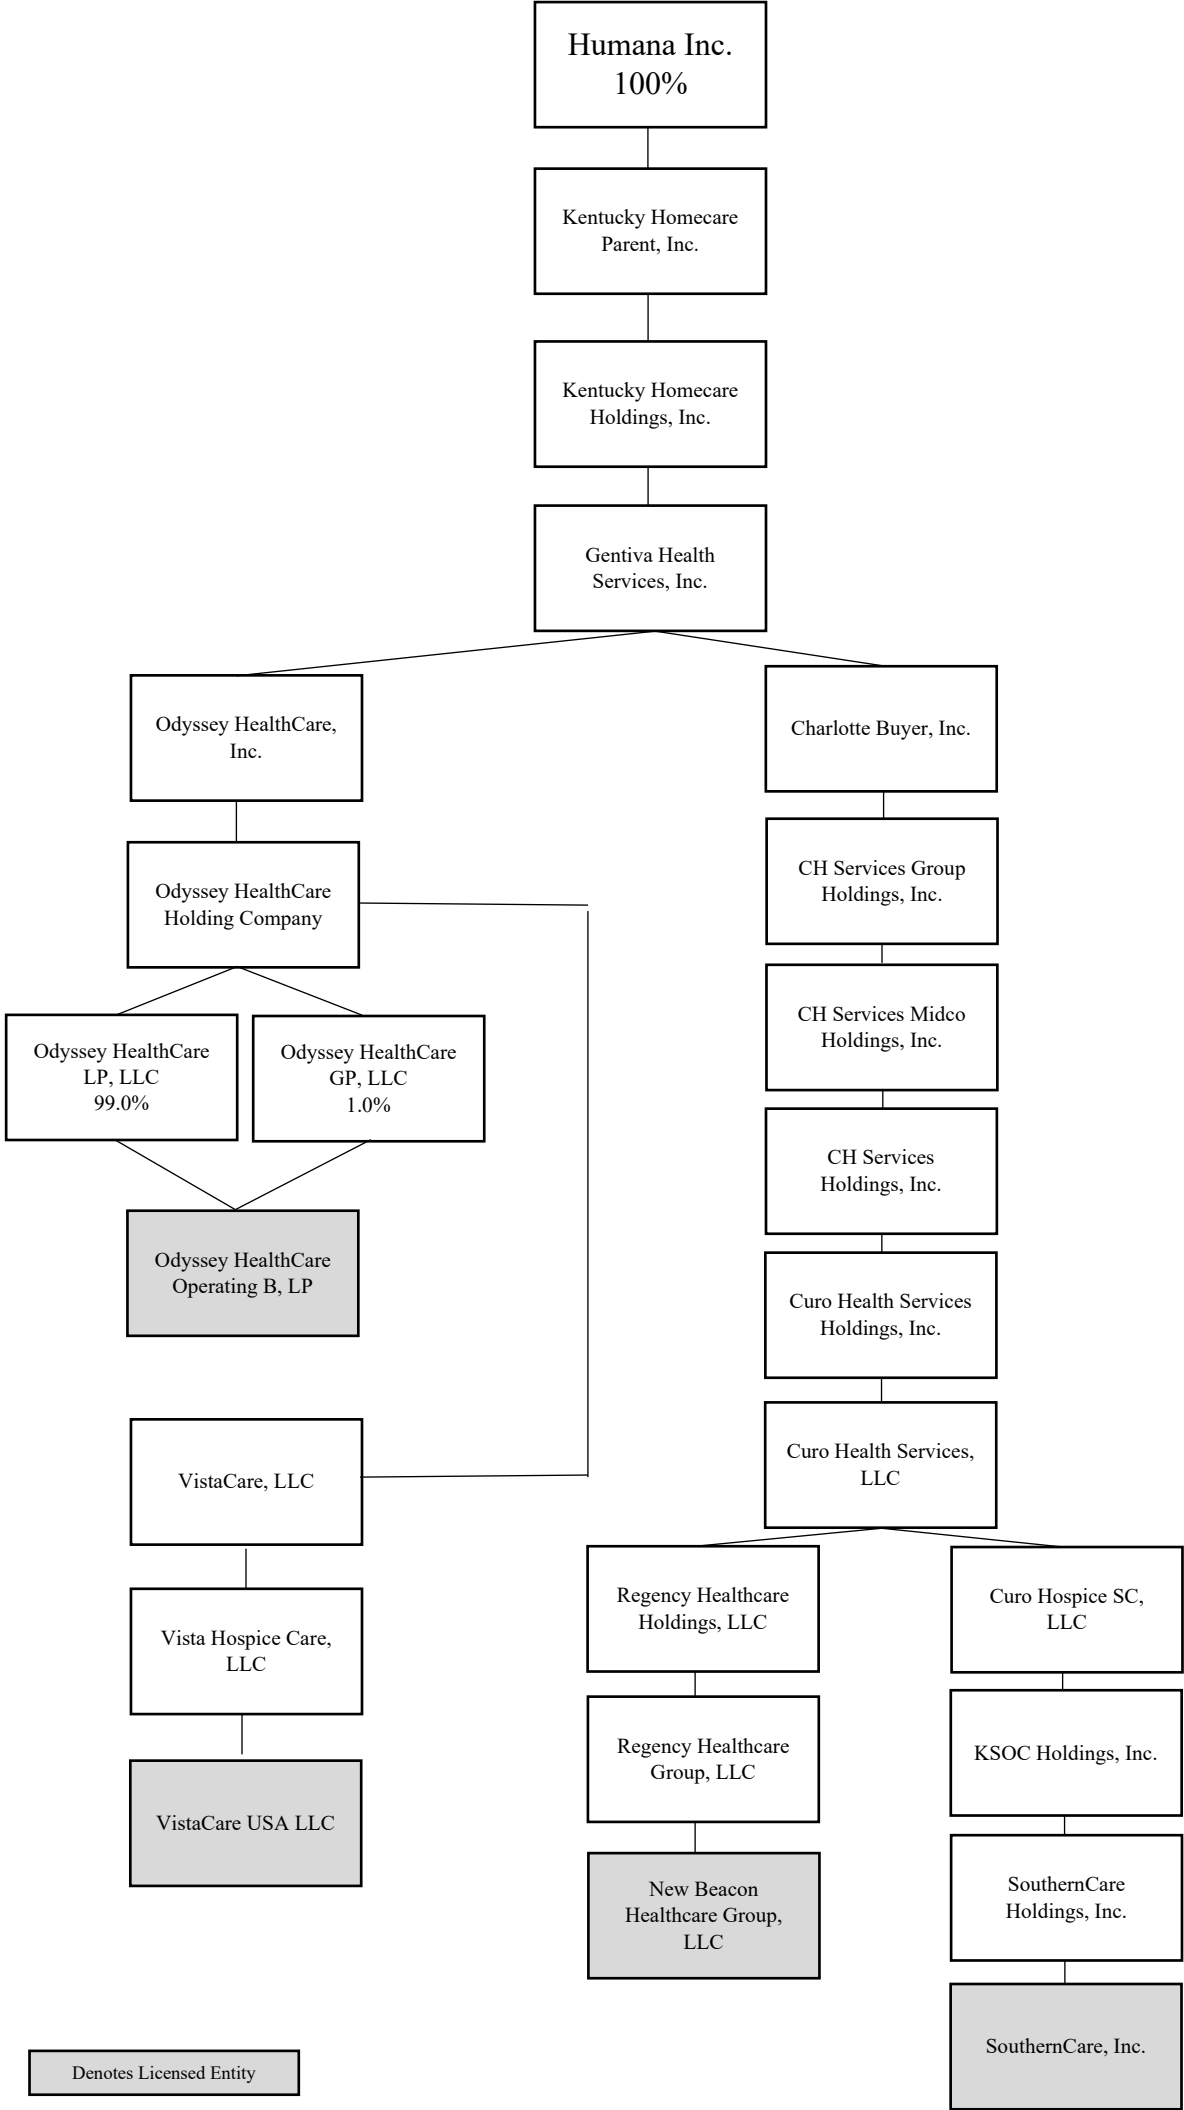 Humana Inc.
100%
Kentucky Homecare
Parent, Inc.
Kentucky Homecare
Holdings, Inc.
Gentiva Health
Services, Inc.
Odyssey HealthCare,
Inc.
Charlotte Buyer, Inc.
Odyssey HealthCare
Holding Company
CH Services Group
Holdings, Inc.
CH Services Midco
Holdings, Inc.
Odyssey HealthCare
LP, LLC
99.0%
Odyssey HealthCare
GP, LLC
1.0%
CH Services
Holdings, Inc.
Odyssey HealthCare
Operating B, LP
Curo Health Services
Holdings, Inc.
VistaCare, LLC
Curo Health Services,
LLC
Vista Hospice Care,
LLC
Regency Healthcare
Holdings, LLC
Curo Hospice SC,
LLC
Regency Healthcare
Group, LLC
KSOC Holdings, Inc.
VistaCare USA LLC
New Beacon
Healthcare Group,
LLC
SouthernCare
Holdings, Inc.
SouthernCare, Inc.
Denotes Licensed Entity